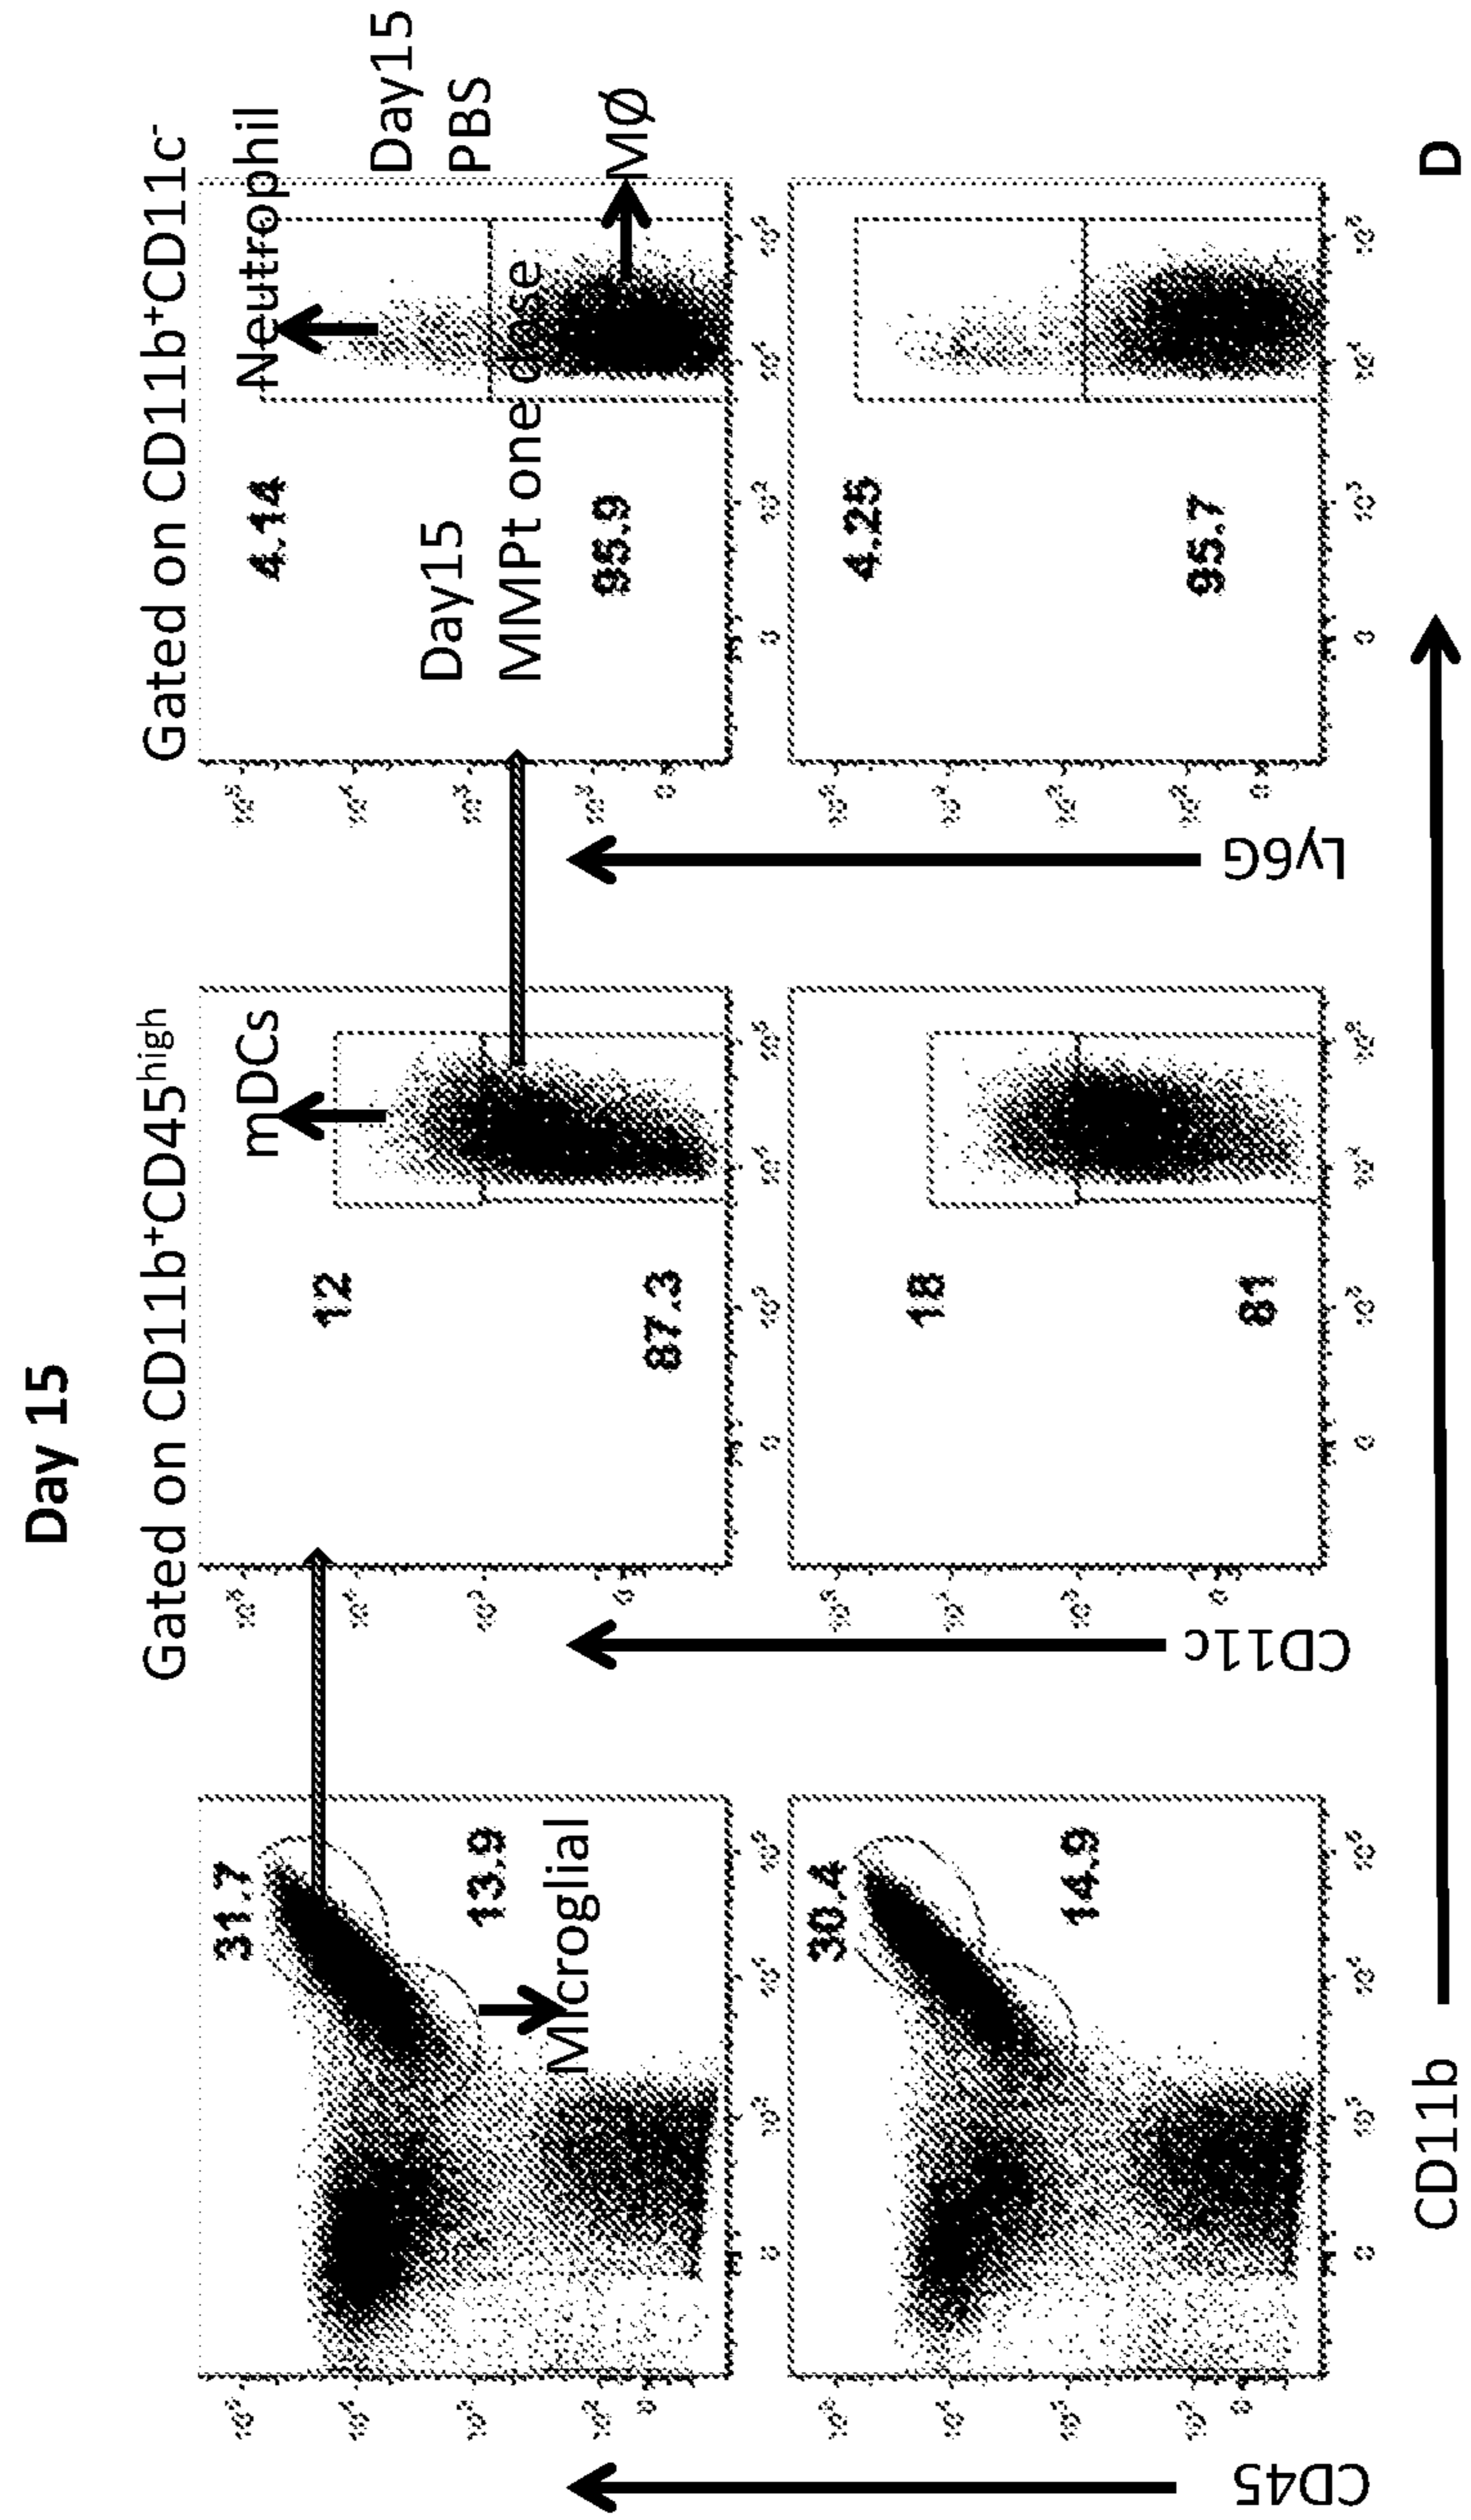 Day 15
Gated on CD11b⁺CD45ʰⁱᵍʰ
Gated on CD11b⁺CD11c⁻
31.7
13.9
Microglial
mDCs
12
87.3
Neutrophil
4.14
Day15
PBS
Day15
MMPt one dose
MØ
95.9
30.4
14.9
18
81
4.25
95.7
CD45
CD11c
Ly6G
CD11b
D